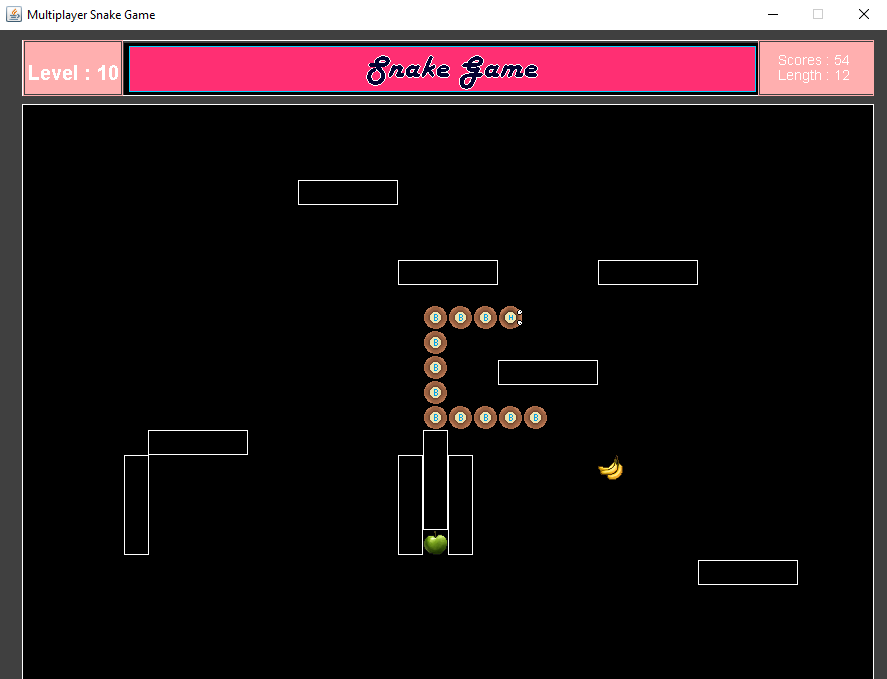 Multiplayer Snake Game
Level : 10
Snake Game
Scores : 54
Length : 12
B B B H
B
B
B
B B B B B